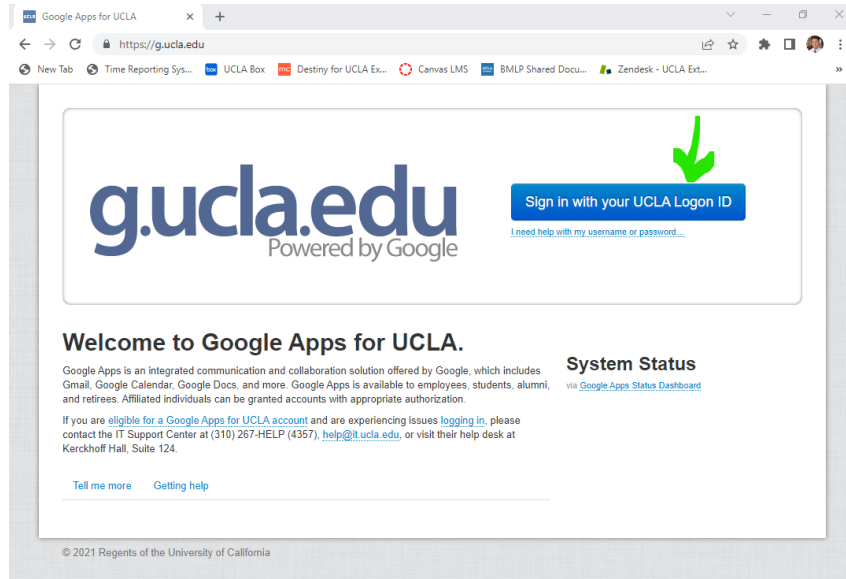 UCLA Google Apps for UCLA
https://g.ucla.edu
New Tab Time Reporting Sys... box UCLA Box mc Destiny for UCLA Ex... Canvas LMS BMLP Shared Docu... Zendesk - UCLA Ext... »
g.ucla.edu
Powered by Google
Sign in with your UCLA Logon ID
I need help with my username or password...
Welcome to Google Apps for UCLA.
Google Apps is an integrated communication and collaboration solution offered by Google, which includes
Gmail, Google Calendar, Google Docs, and more. Google Apps is available to employees, students, alumni,
and retirees. Affiliated individuals can be granted accounts with appropriate authorization.
If you are eligible for a Google Apps for UCLA account and are experiencing issues logging in, please
contact the IT Support Center at (310) 267-HELP (4357), help@it.ucla.edu, or visit their help desk at
Kerckhoff Hall, Suite 124.
Tell me more Getting help
System Status
via Google Apps Status Dashboard
© 2021 Regents of the University of California